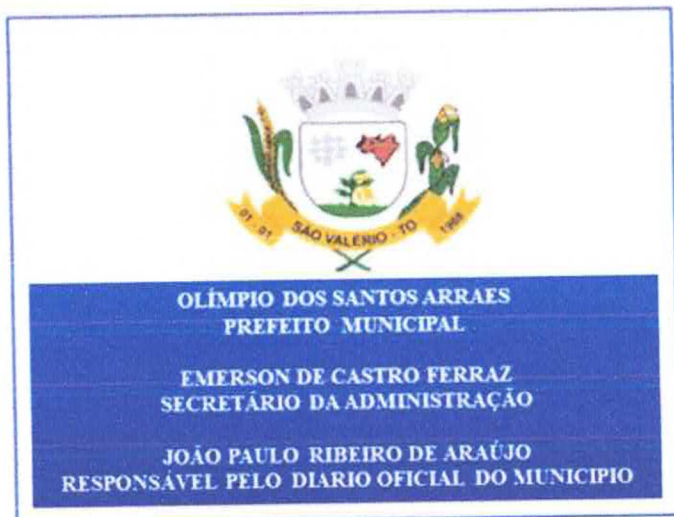 01 - 01 SÃO VALÉRIO - TO 1988
OLÍMPIO DOS SANTOS ARRAES
PREFEITO MUNICIPAL
EMERSON DE CASTRO FERRAZ
SECRETÁRIO DA ADMINISTRAÇÃO
JOÃO PAULO RIBEIRO DE ARAÚJO
RESPONSÁVEL PELO DIARIO OFICIAL DO MUNICIPIO